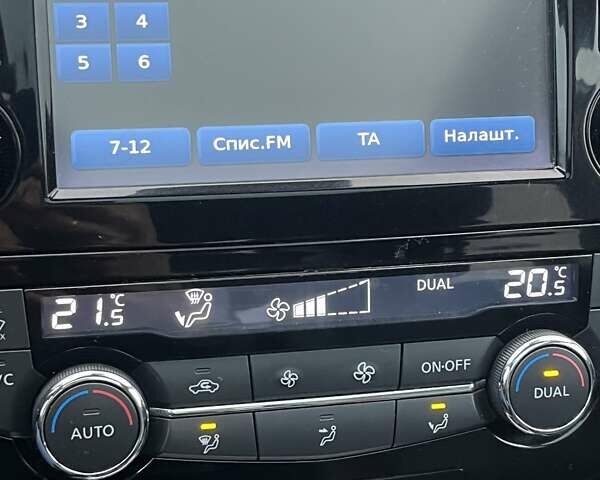 3 4
5 6
7-12 Спис.FM TA Налашт.
21.5°C DUAL 20.5°C
ON·OFF
AUTO DUAL